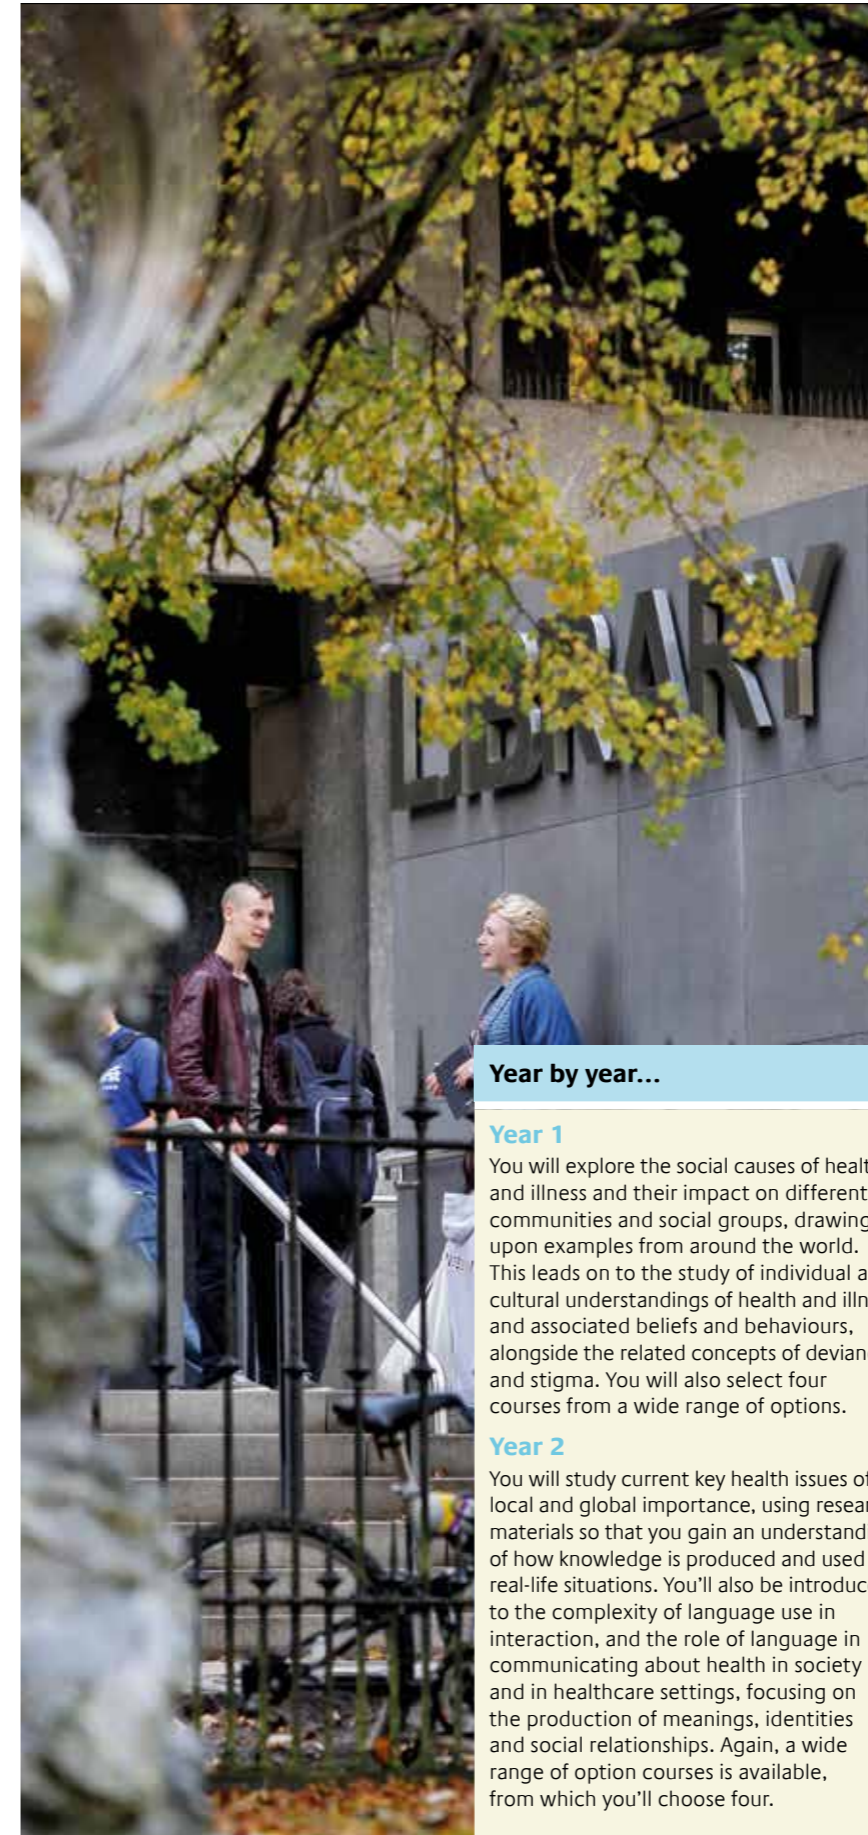 LIBRARY
Year by year…
Year 1
You will explore the social causes of healt
and illness and their impact on different
communities and social groups, drawing
upon examples from around the world.
This leads on to the study of individual a
cultural understandings of health and illn
and associated beliefs and behaviours,
alongside the related concepts of devian
and stigma. You will also select four
courses from a wide range of options.
Year 2
You will study current key health issues of
local and global importance, using resear
materials so that you gain an understand
of how knowledge is produced and used
real-life situations. You’ll also be introduc
to the complexity of language use in
interaction, and the role of language in
communicating about health in society
and in healthcare settings, focusing on
the production of meanings, identities
and social relationships. Again, a wide
range of option courses is available,
from which you’ll choose four.